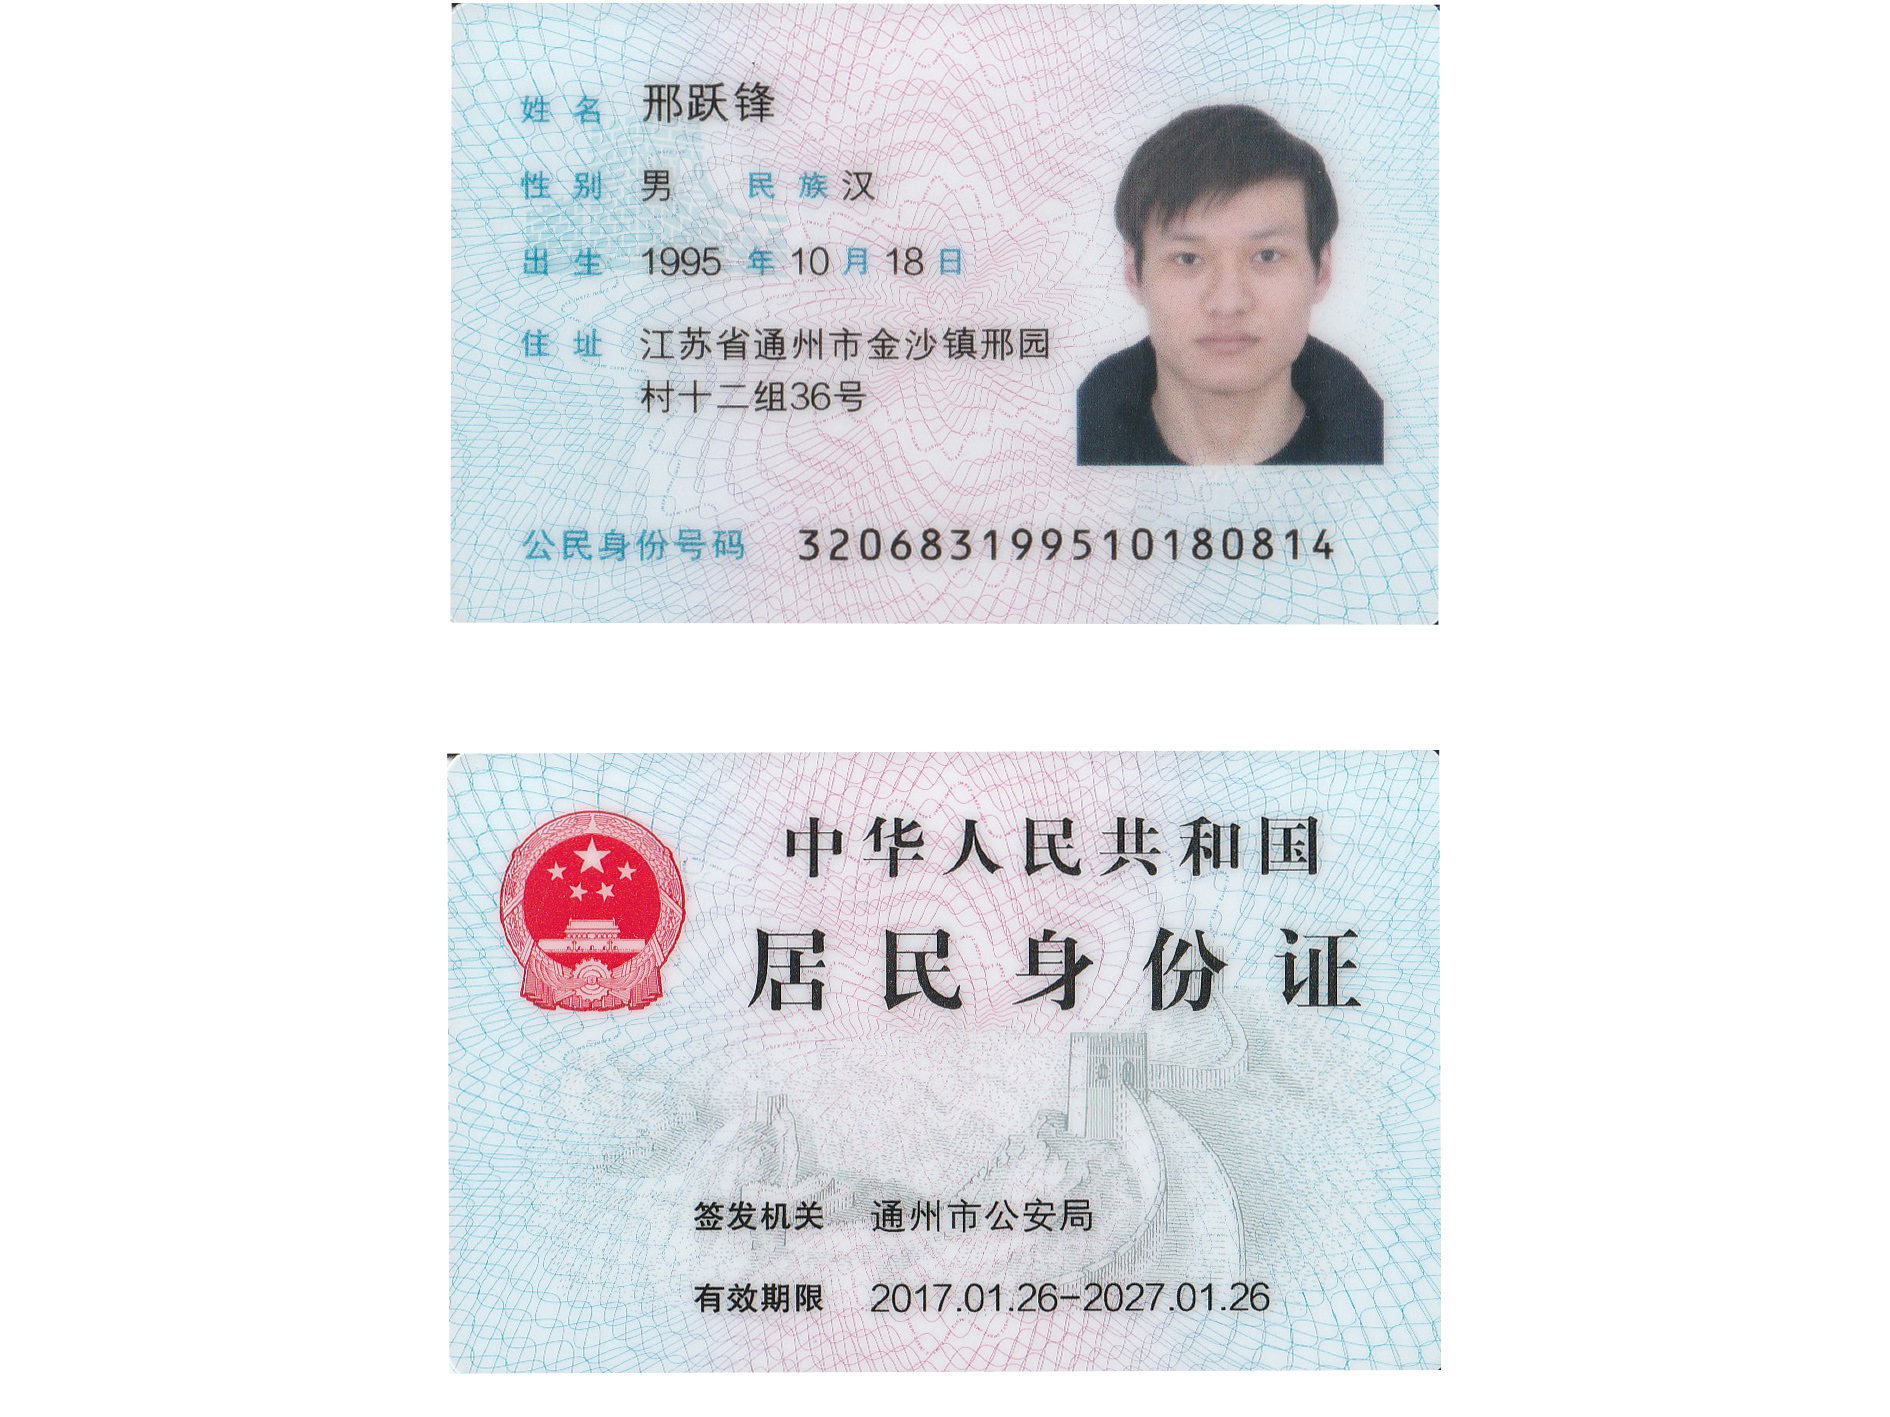 姓名 邢跃锋
性别 男 民族 汉
出生 1995 年 10 月 18 日
住址 江苏省通州市金沙镇邢园
村十二组36号
公民身份号码 320683199510180814
中华人民共和国
居民身份证
签发机关 通州市公安局
有效期限 2017.01.26-2027.01.26